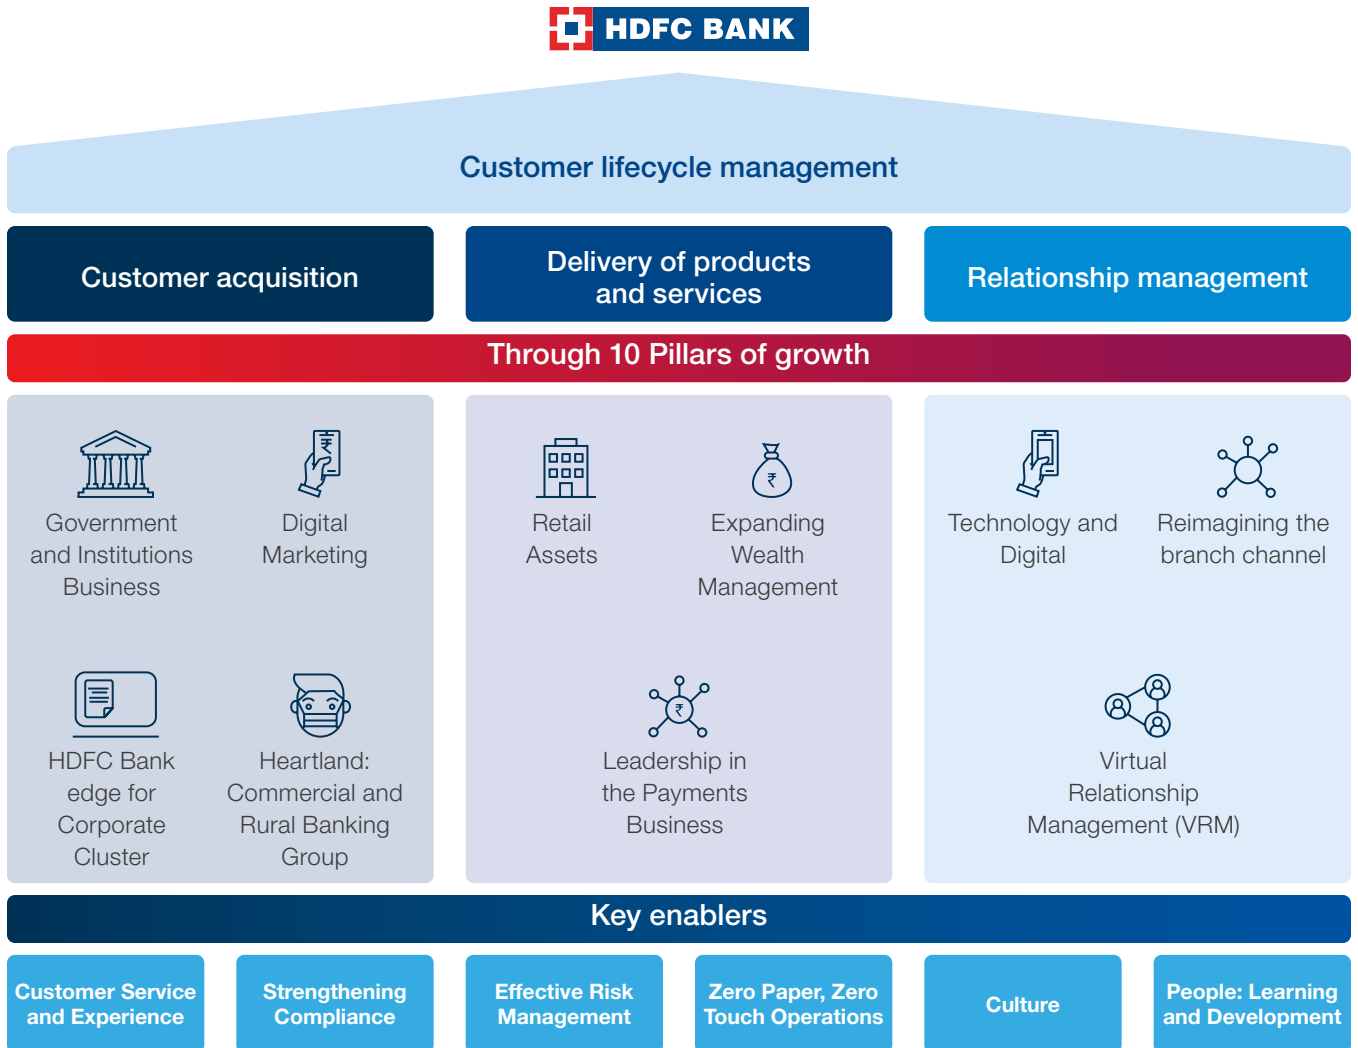 HDFC BANK
Customer lifecycle management
Customer acquisition
Delivery of products
and services
Relationship management
Through 10 Pillars of growth
Government
and Institutions
Business
Digital
Marketing
HDFC Bank
edge for
Corporate
Cluster
Heartland:
Commercial and
Rural Banking
Group
Retail
Assets
Expanding
Wealth
Management
Leadership in
the Payments
Business
Technology and
Digital
Reimagining the
branch channel
Virtual
Relationship
Management (VRM)
Key enablers
Customer Service
and Experience
Strengthening
Compliance
Effective Risk
Management
Zero Paper, Zero
Touch Operations
Culture
People: Learning
and Development